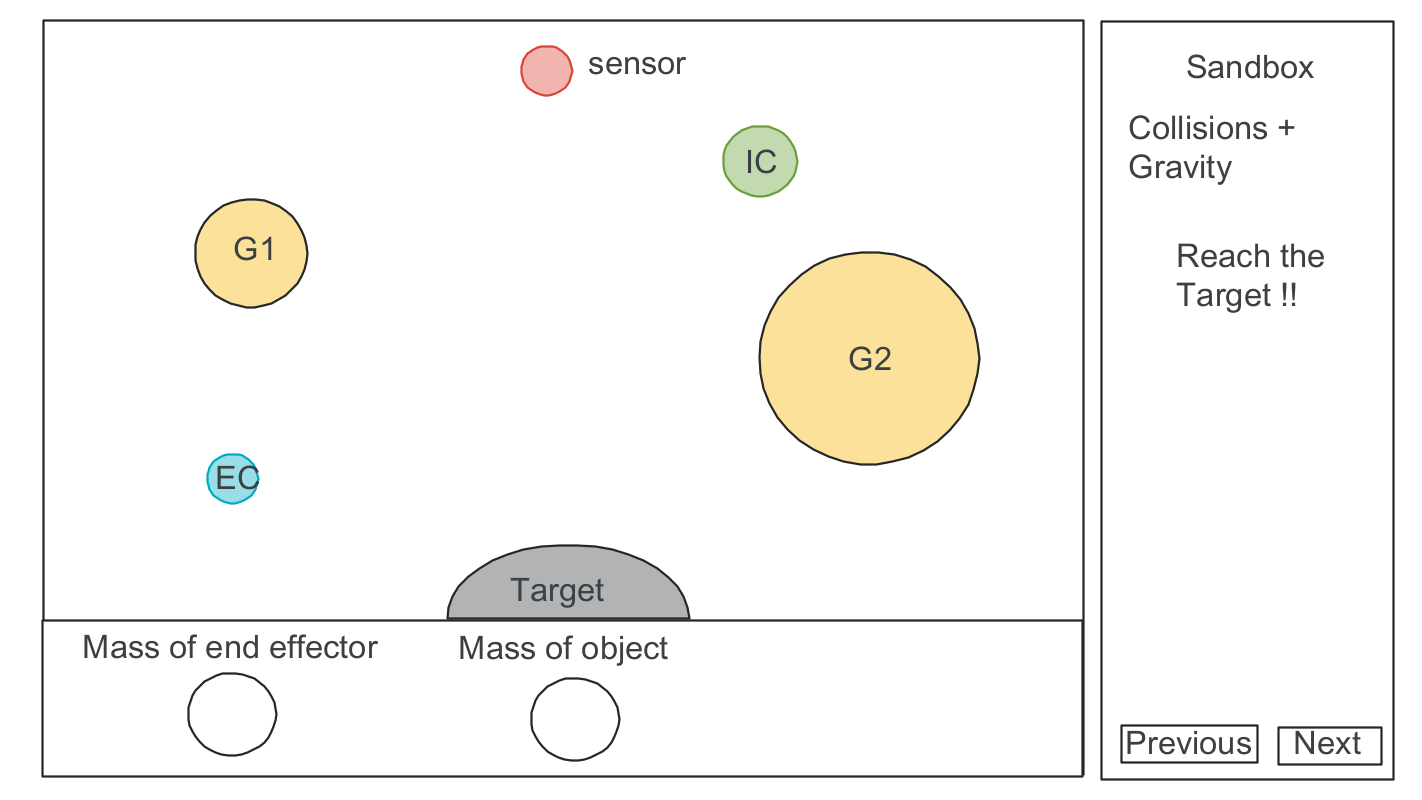 sensor
IC
G1
G2
EC
Target
Mass of end effector
Mass of object
Sandbox
Collisions +
Gravity
Reach the
Target !!
Previous
Next